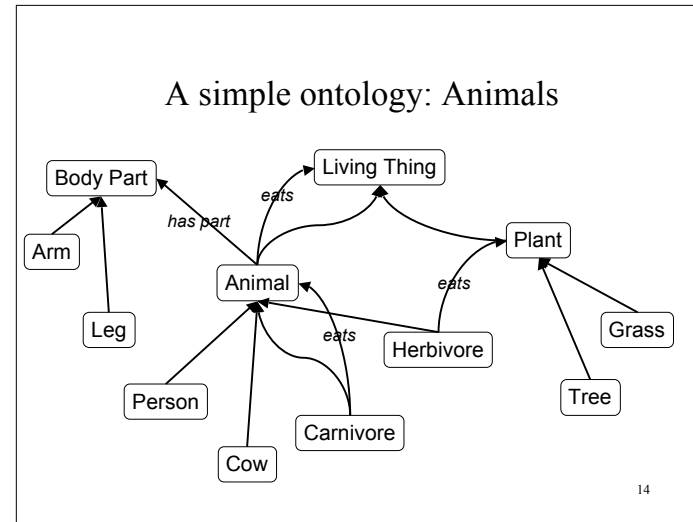 A simple ontology: Animals
Living Thing
Body Part
eats
has part
Plant
Arm
Animal
eats
Leg
eats
Herbivore
Grass
Person
Tree
Carnivore
Cow
14